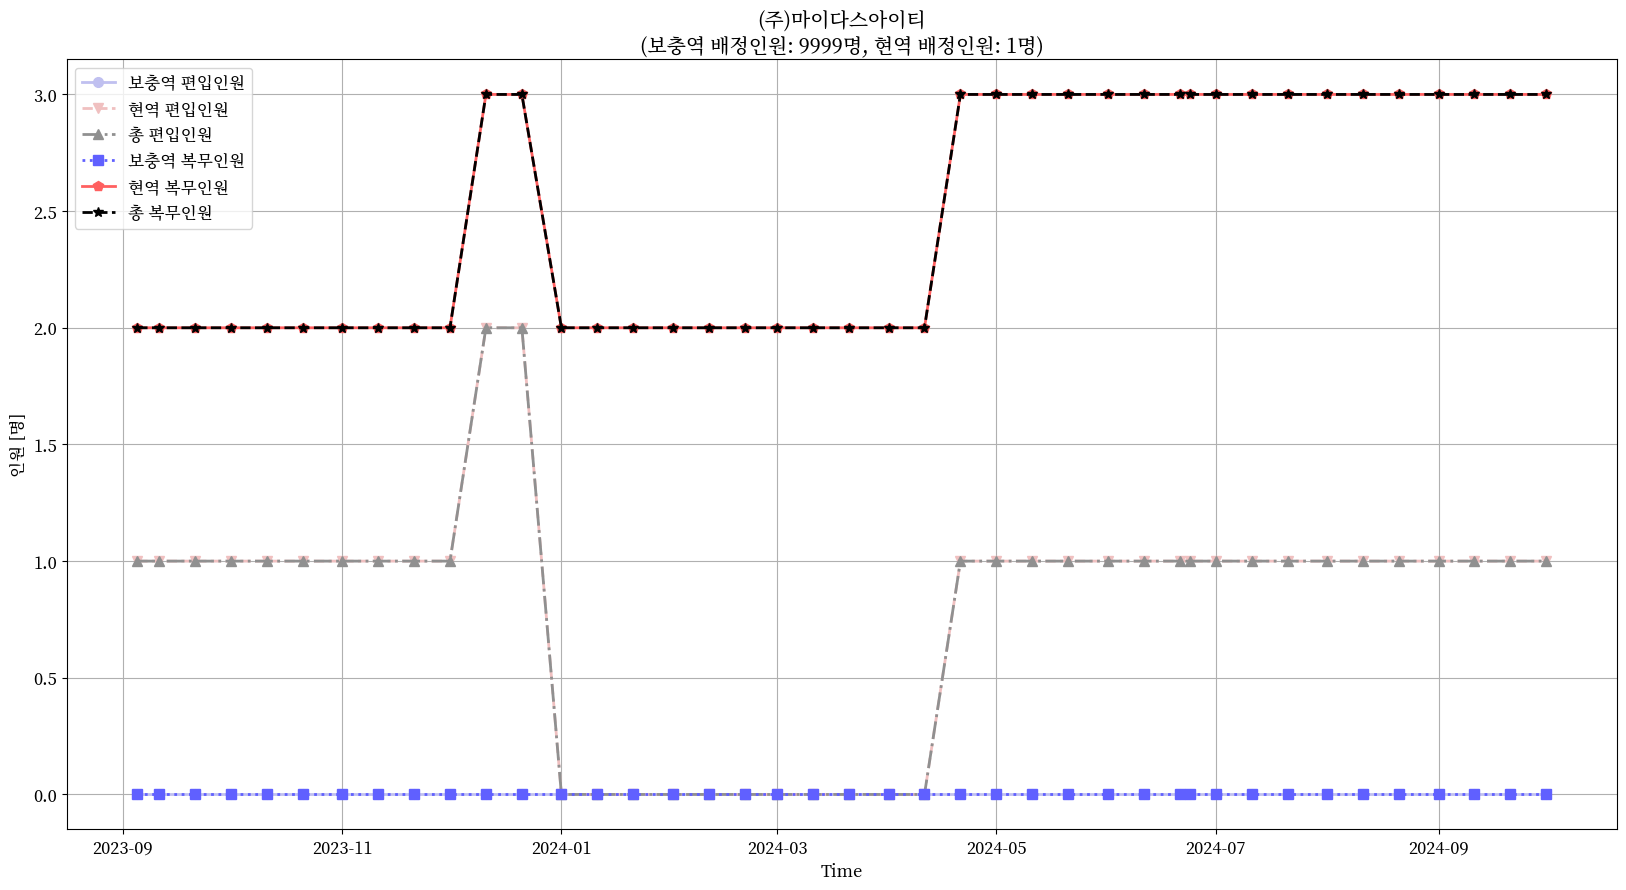 (주)마이다스아이티
(보충역 배정인원: 9999명, 현역 배정인원: 1명)
보충역 편입인원
현역 편입인원
총 편입인원
보충역 복무인원
현역 복무인원
총 복무인원
3.0
2.5
2.0
1.5
1.0
0.5
0.0
인원 [명]
2023-09 2023-11 2024-01 2024-03 2024-05 2024-07 2024-09
Time